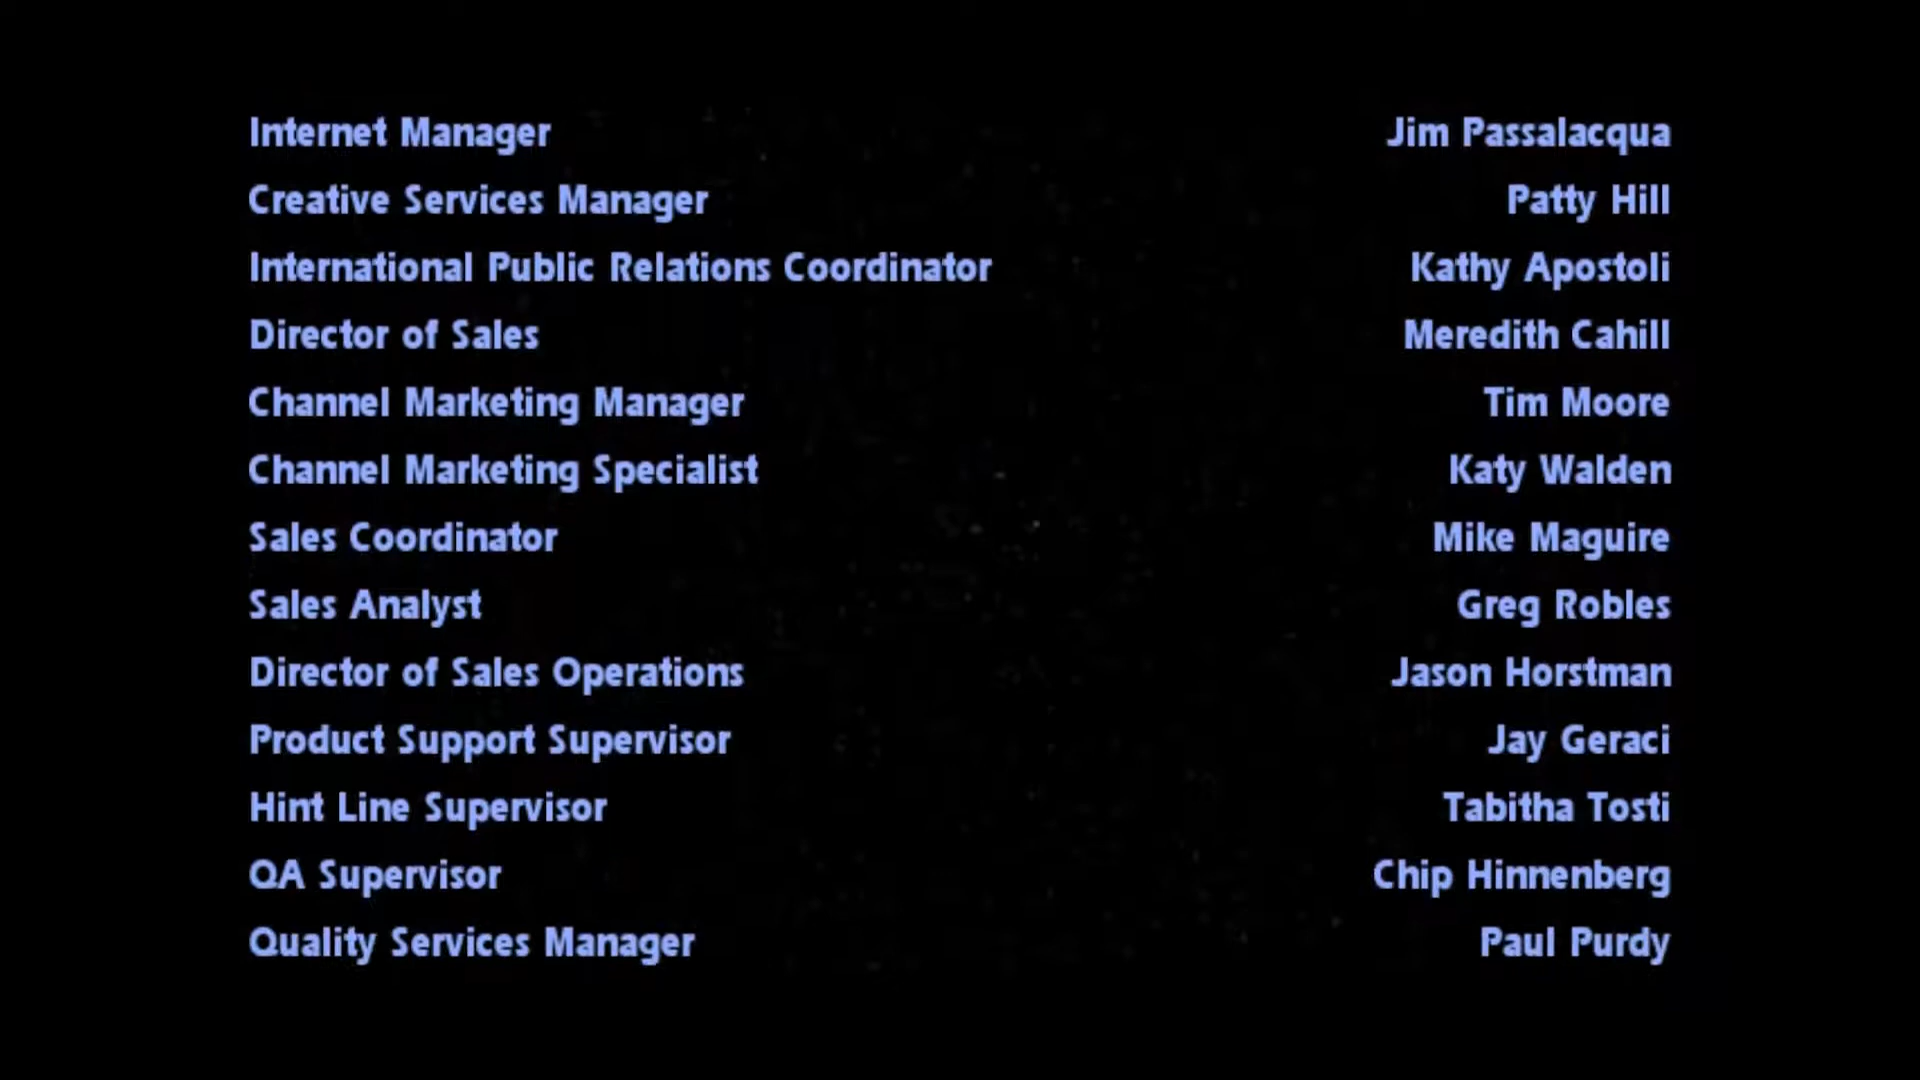 Internet Manager Jim Passalacqua
Creative Services Manager Patty Hill
International Public Relations Coordinator Kathy Apostoli
Director of Sales Meredith Cahill
Channel Marketing Manager Tim Moore
Channel Marketing Specialist Katy Walden
Sales Coordinator Mike Maguire
Sales Analyst Greg Robles
Director of Sales Operations Jason Horstman
Product Support Supervisor Jay Geraci
Hint Line Supervisor Tabitha Tosti
QA Supervisor Chip Hinnenberg
Quality Services Manager Paul Purdy